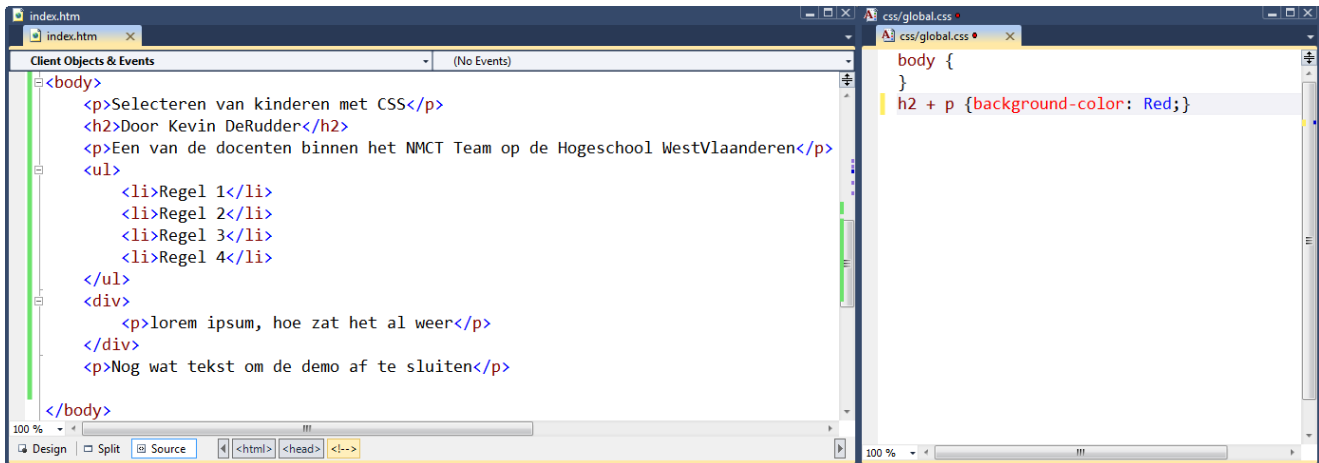 index.htm
index.htm
Client Objects & Events (No Events)
<body>
<p>Selecteren van kinderen met CSS</p>
<h2>Door Kevin DeRudder</h2>
<p>Een van de docenten binnen het NMCT Team op de Hogeschool WestVlaanderen</p>
<ul>
<li>Regel 1</li>
<li>Regel 2</li>
<li>Regel 3</li>
<li>Regel 4</li>
</ul>
<div>
<p>lorem ipsum, hoe zat het al weer</p>
</div>
<p>Nog wat tekst om de demo af te sluiten</p>
</body>
100 %
Design Split Source <html> <head> <!-->
css/global.css
css/global.css
body {
}
h2 + p {background-color: Red;}
100 %